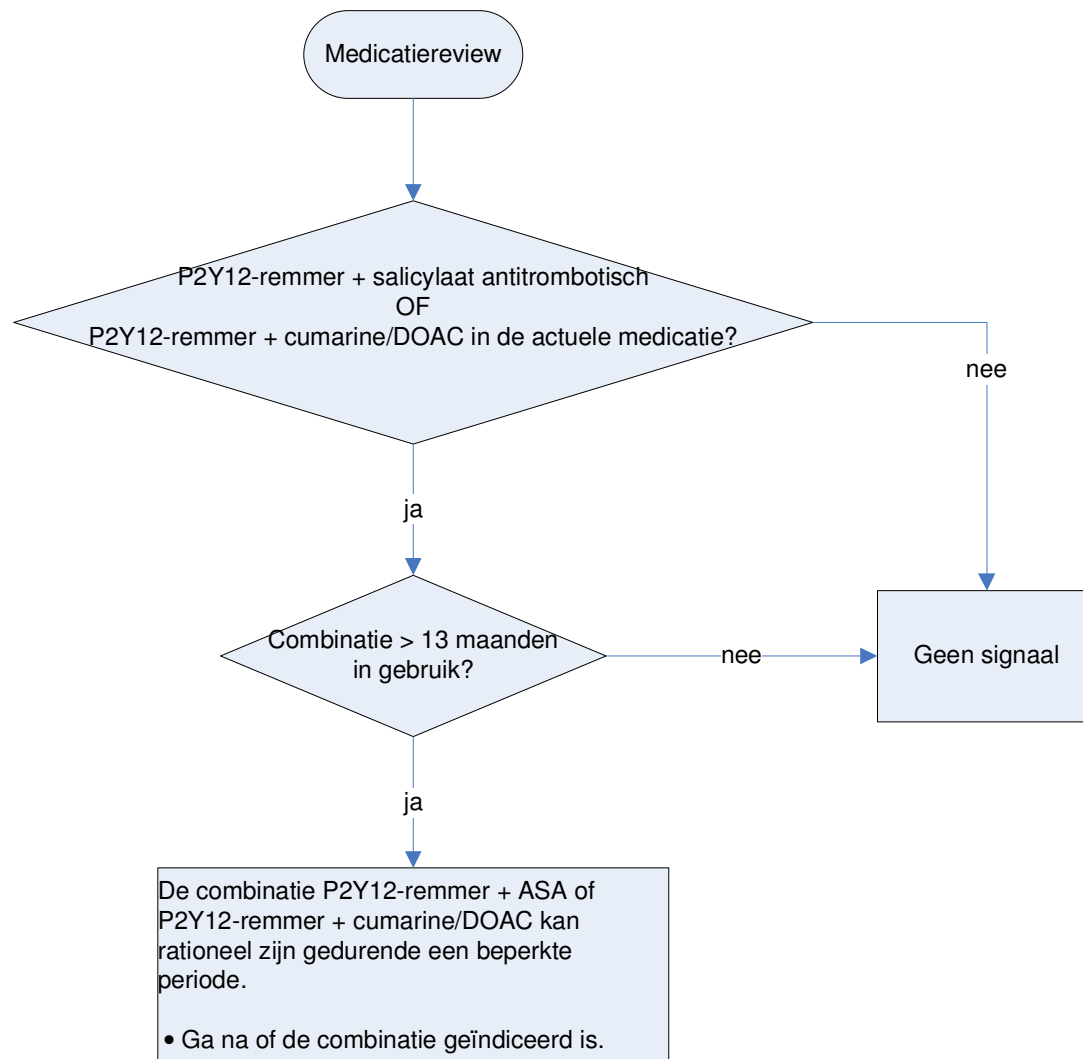 Medicatiereview
P2Y12-remmer + salicylaat antitrombotisch
OF
P2Y12-remmer + cumarine/DOAC in de actuele medicatie?
nee
ja
Combinatie > 13 maanden
in gebruik?
nee
Geen signaal
ja
De combinatie P2Y12-remmer + ASA of
P2Y12-remmer + cumarine/DOAC kan
rationeel zijn gedurende een beperkte
periode.
• Ga na of de combinatie geïndiceerd is.